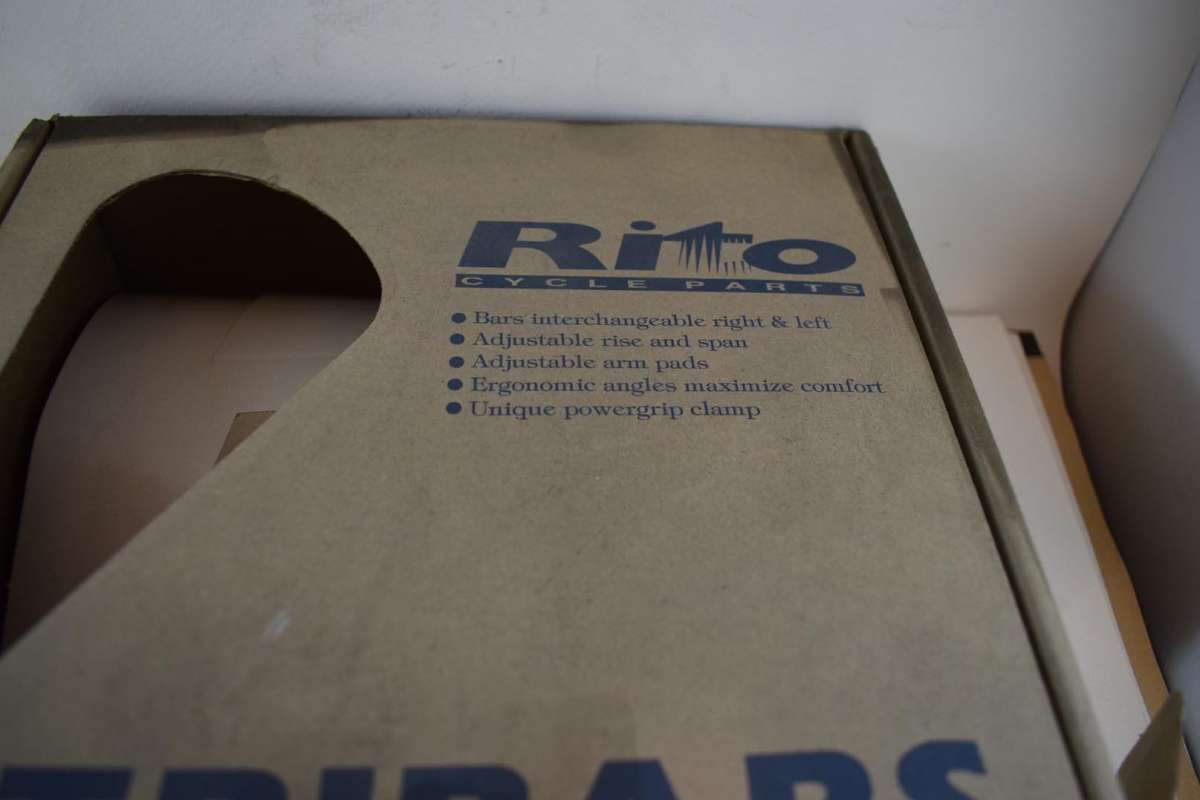 Rito
CYCLE PARTS
● Bars interchangeable right & left
● Adjustable rise and span
● Adjustable arm pads
● Ergonomic angles maximize comfort
● Unique powergrip clamp
TRIBARS